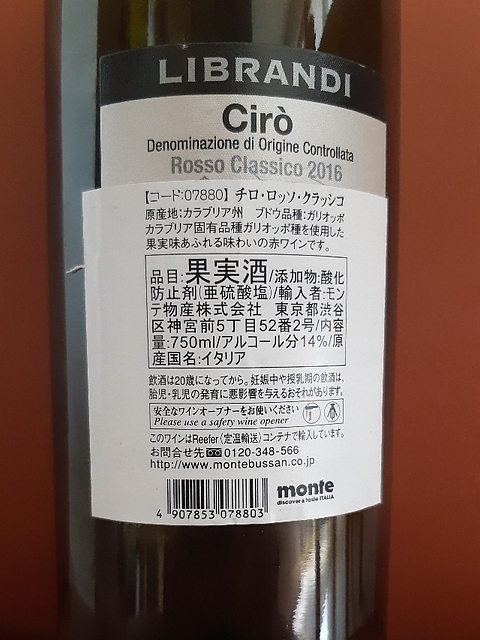 LIBRANDI
Cirò
Denominazione di Origine Controllata
Rosso Classico 2016
【コード:07880】チロ・ロッソ・クラッシコ
原産地:カラブリア州　ブドウ品種:ガリオッポ
カラブリア固有品種ガリオッポ種を使用した
果実味あふれる味わいの赤ワインです。
品目:果実酒/添加物:酸化
防止剤(亜硫酸塩)/輸入者:モン
テ物産株式会社　東京都渋谷
区神宮前5丁目52番2号/内容
量:750ml/アルコール分14%/原
産国名:イタリア
飲酒は20歳になってから。妊娠中や授乳期の飲酒は、
胎児・乳児の発育に悪影響を与えるおそれがあります。
安全なワインオープナーをお使いください
Please use a safety wine opener
このワインはReefer(定温輸送)コンテナで輸入しています。
お問合せ先 0120-348-566
http://www.montebussan.co.jp
monte
discover & taste ITALIA
4 907853 078803